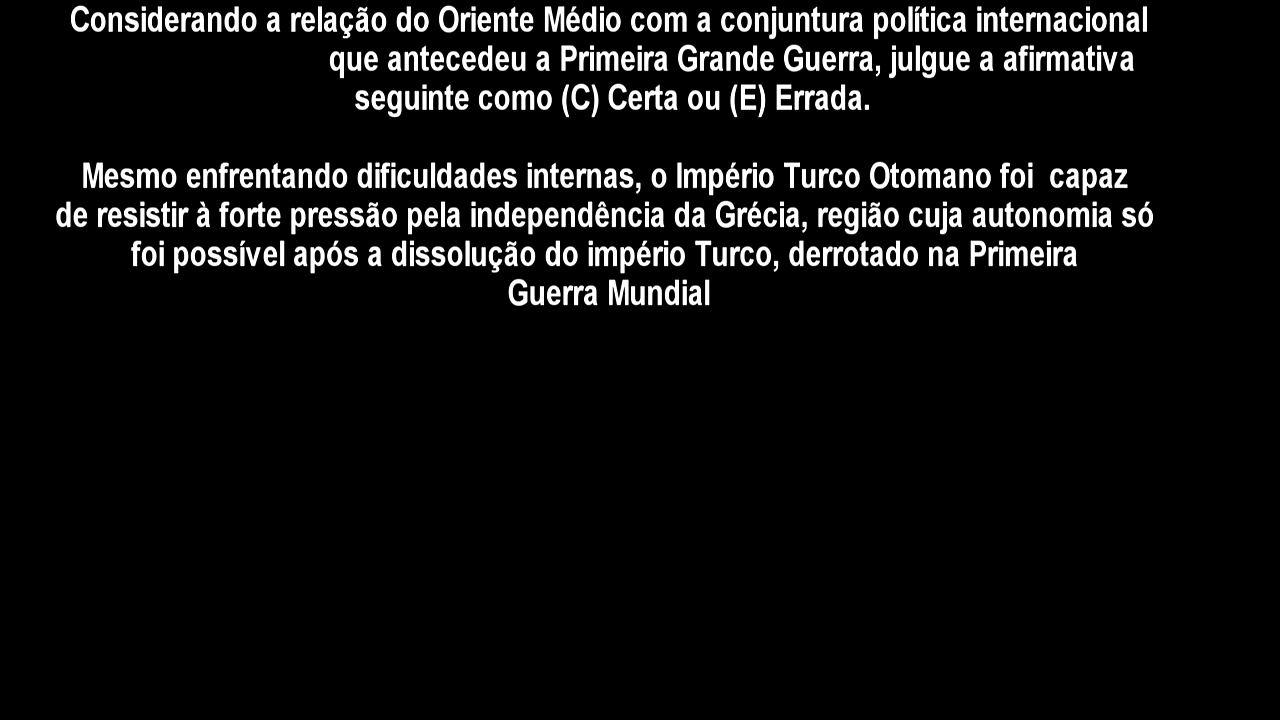 Considerando a relação do Oriente Médio com a conjuntura política internacional
que antecedeu a Primeira Grande Guerra, julgue a afirmativa
seguinte como (C) Certa ou (E) Errada.
Mesmo enfrentando dificuldades internas, o Império Turco Otomano foi  capaz
de resistir à forte pressão pela independência da Grécia, região cuja autonomia só
foi possível após a dissolução do império Turco, derrotado na Primeira
Guerra Mundial